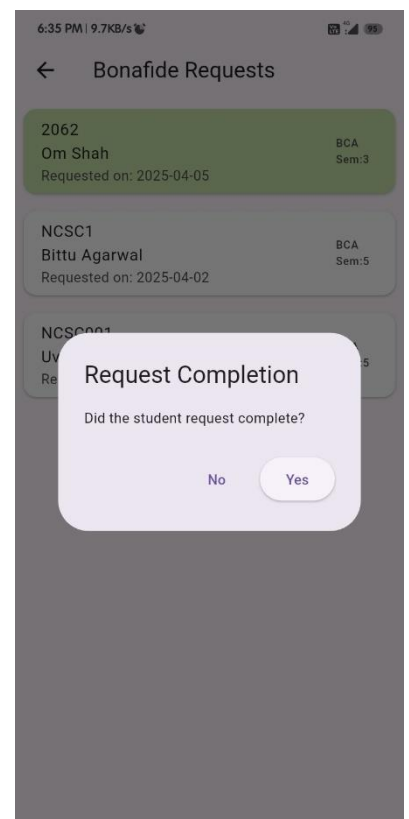 6:35 PM | 9.7KB/s
4G 95
Bonafide Requests
2062
Om Shah
Requested on: 2025-04-05
BCA
Sem:3
NCSC1
Bittu Agarwal
Requested on: 2025-04-02
BCA
Sem:5
Request Completion
Did the student request complete?
No
Yes